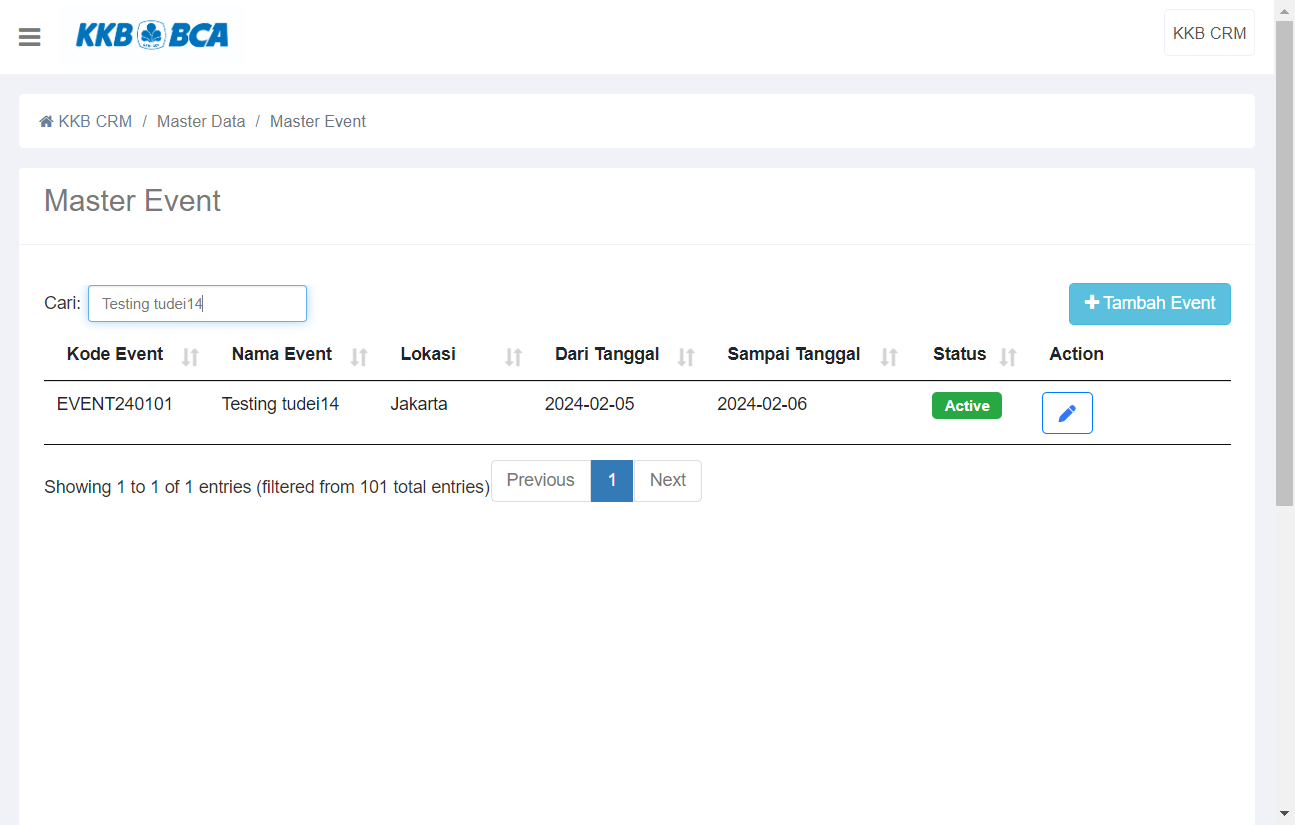 KKB BCA
KKB CRM
KKB CRM / Master Data / Master Event
Master Event
Cari: Testing tudei14
Tambah Event
Kode Event Nama Event Lokasi Dari Tanggal Sampai Tanggal Status Action
EVENT240101 Testing tudei14 Jakarta 2024-02-05 2024-02-06 Active
Showing 1 to 1 of 1 entries (filtered from 101 total entries) Previous 1 Next